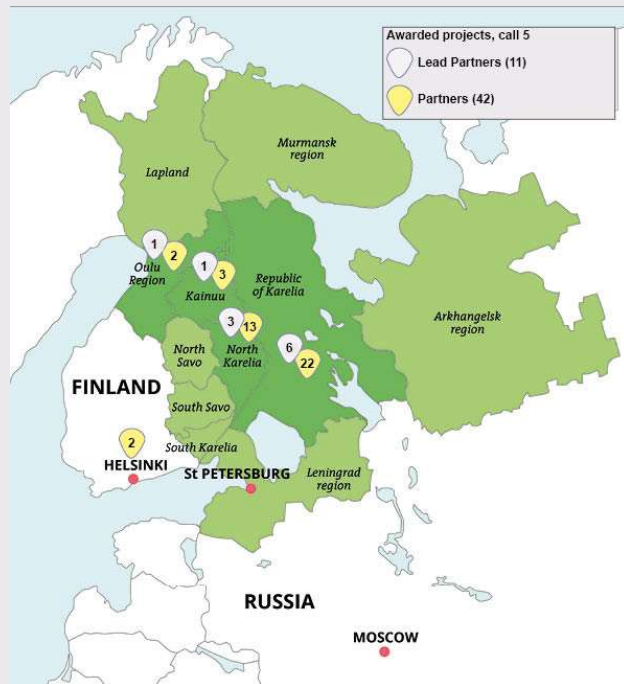 Awarded projects, call 5
Lead Partners (11)
Partners (42)
Murmansk
region
Lapland
1
2
Oulu
Region
1
3
Kainuu
Republic
of Karelia
Arkhangelsk
region
3
13
North
Karelia
6
22
North
Savo
FINLAND
South Savo
2
HELSINKI
South Karelia
St PETERSBURG
Leningrad
region
RUSSIA
MOSCOW